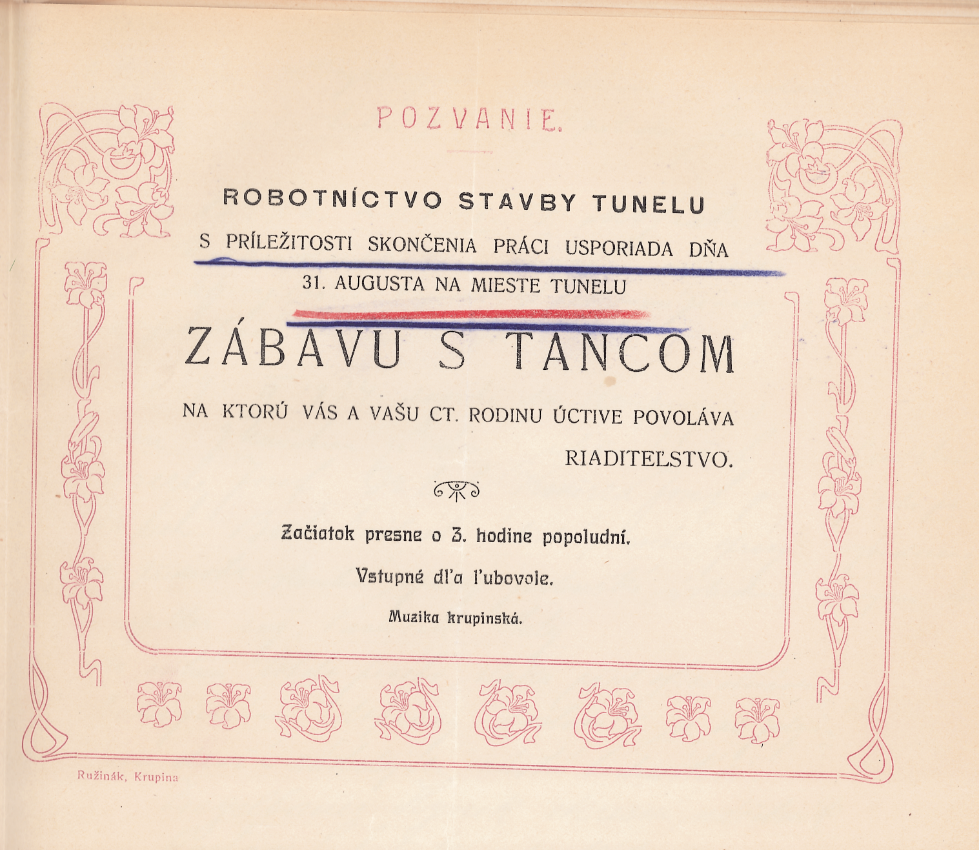 POZVANIE.
ROBOTNÍCTVO STAVBY TUNELU
S PRÍLEŽITOSTI SKONČENIA PRÁCI USPORIADA DŇA
31. AUGUSTA NA MIESTE TUNELU
ZÁBAVU S TANCOM
NA KTORÚ VÁS A VAŠU CT. RODINU ÚCTIVE POVOLÁVA
RIADITEĽSTVO.
Začiatok presne o 3. hodine popoludní.
Vstupné dľa ľubovole.
Muzika krupinská.
Ružinák, Krupina